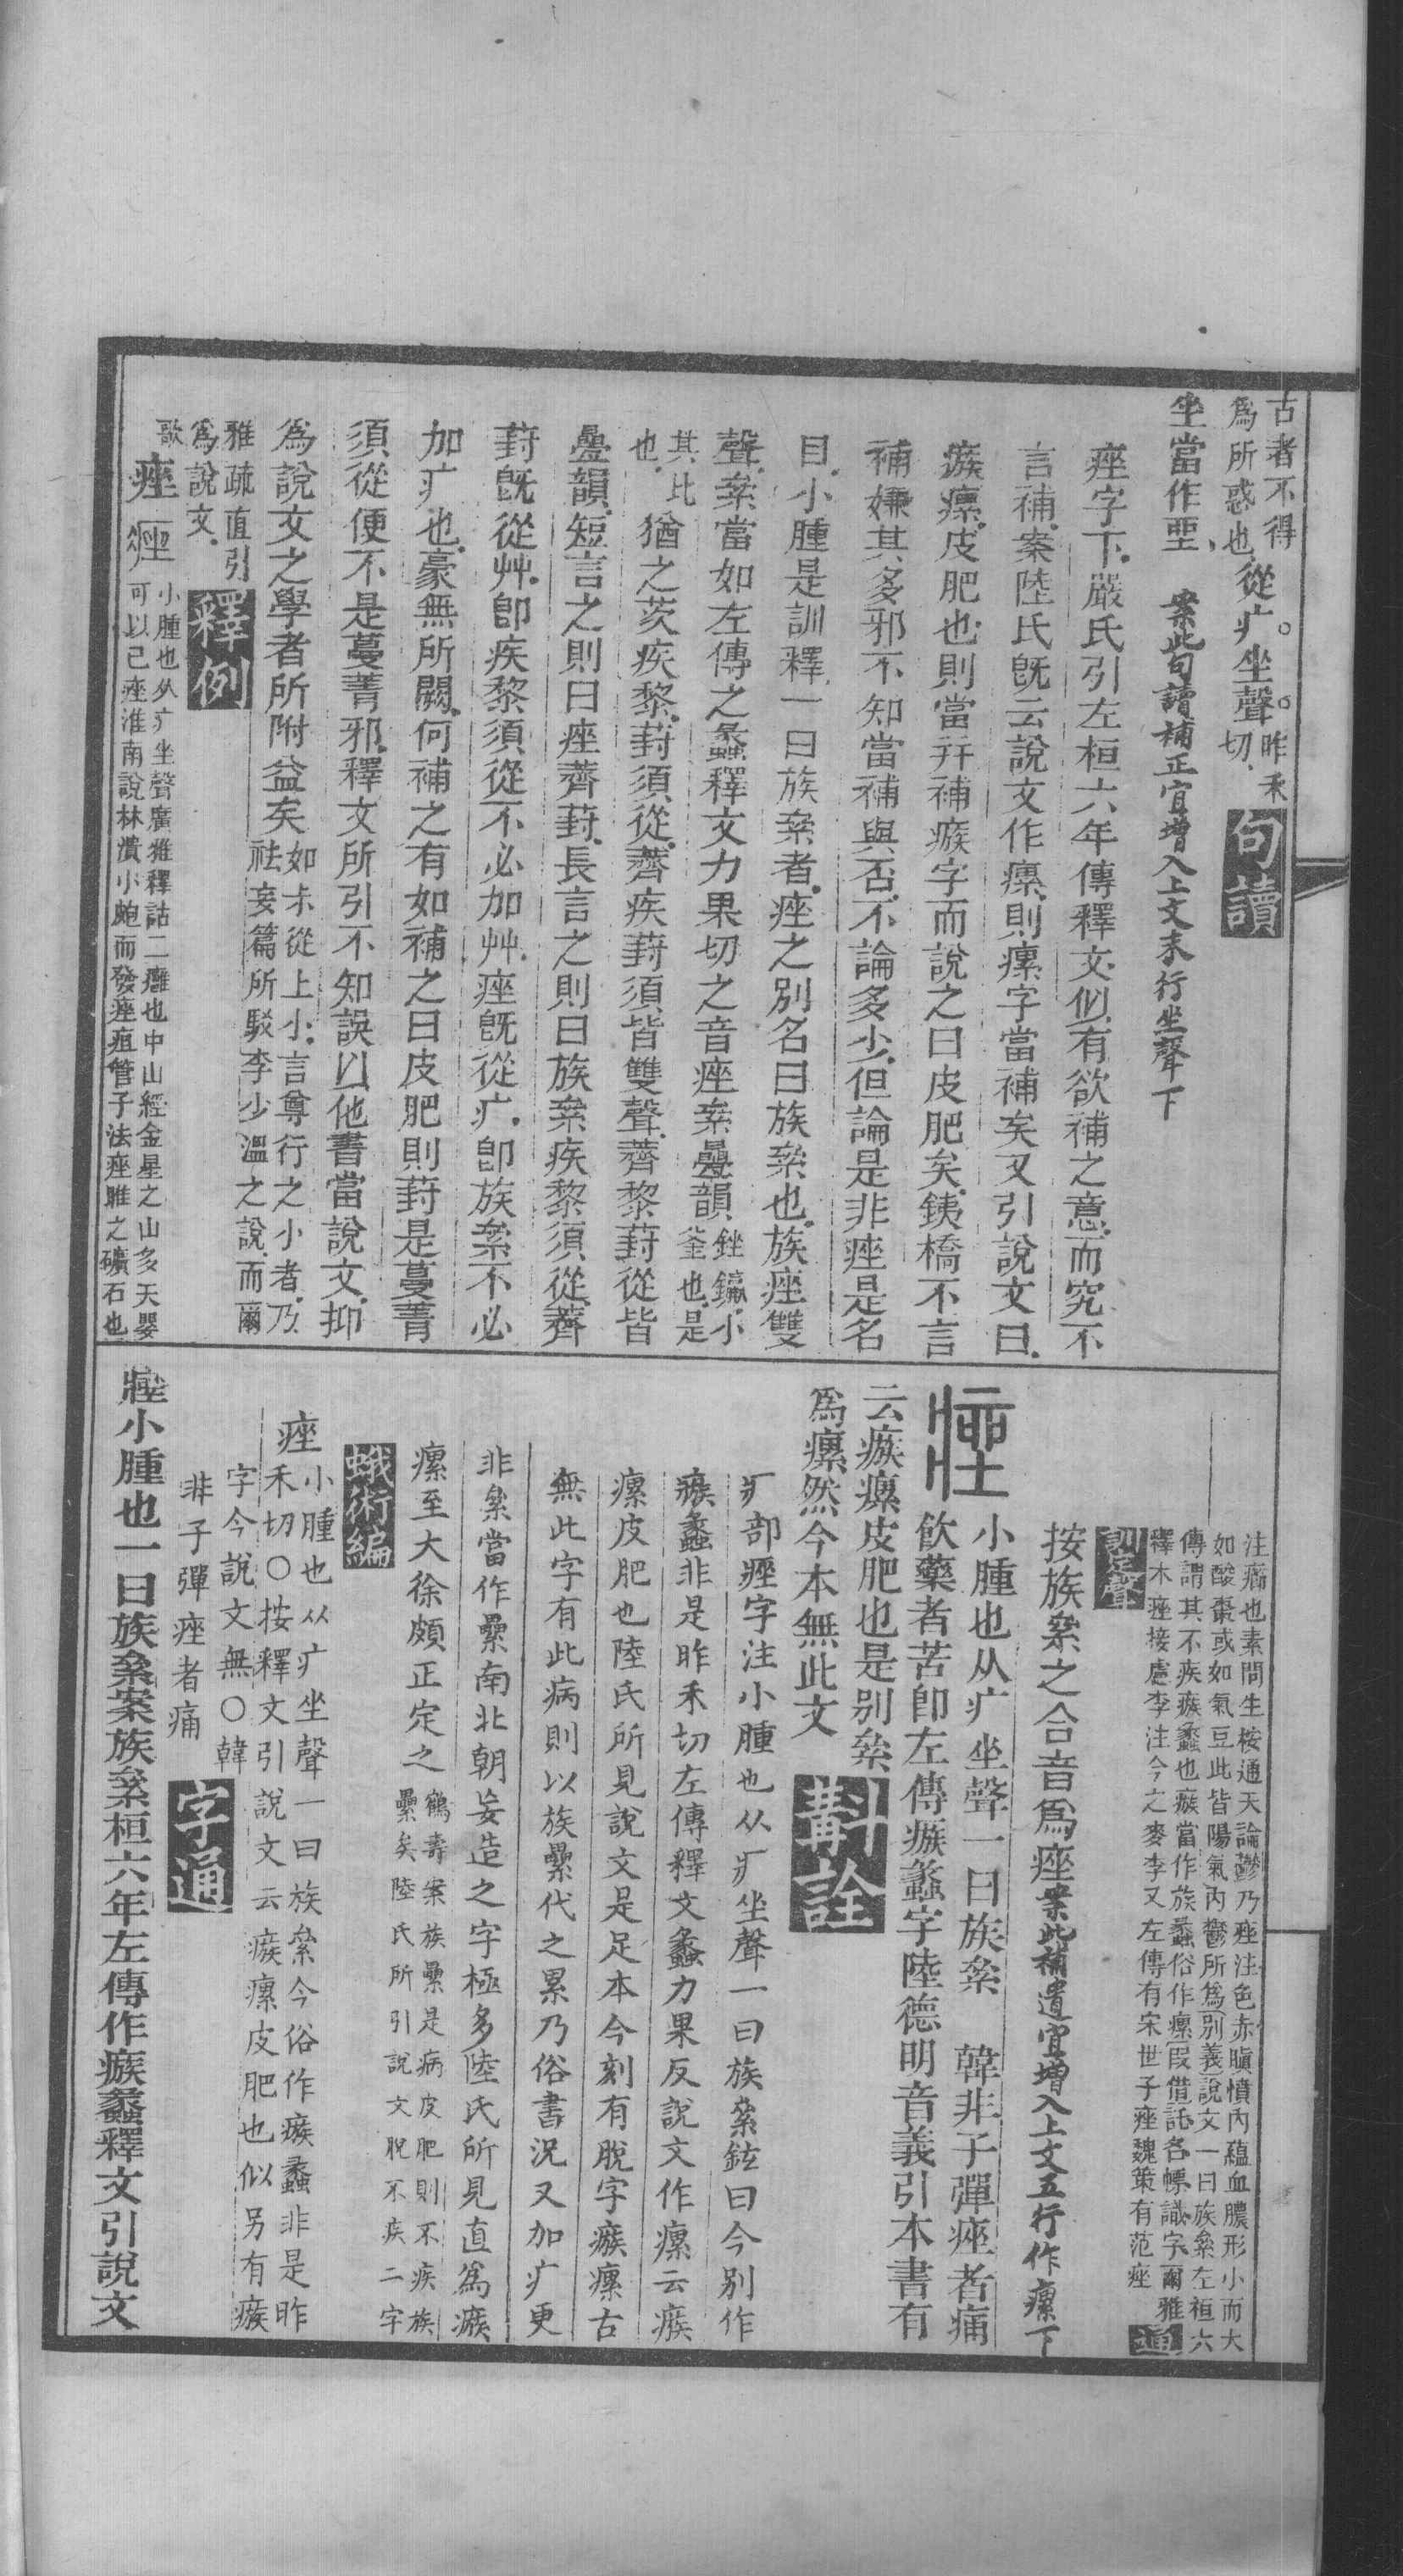 古者不得
爲所惑也從疒坐聲昨禾
切句讀
坐當作㘴 案此句讀補正宜增入上文末行坐聲下
痤字下嚴氏引左桓六年傳釋文似有欲補之意而究不
言補案陸氏旣云說文作瘰則瘰字當補矣又引說文曰
瘯瘰皮肥也則當幷補瘯字而說之曰皮肥矣銕橋不言
補嫌其多邪不知當補與否不論多少但論是非痤是名
目小腫是訓釋一曰族絫者痤之別名曰族絫也族痤雙
聲絫當如左傳之蠡釋文力果切之音痤絫疊韻銼鑹小
釜也是
其比
也猶之茨疾黎葑須從薺疾葑須皆雙聲薺黎葑從皆
疊韻短言之則曰痤薺葑長言之則曰族絫疾黎須從薺
葑旣從艸卽疾黎須從不必加艸痤旣從疒卽族絫不必
加疒也豪無所闕何補之有如補之曰皮肥則葑是蔓菁
須從便不是蔓菁邪釋文所引不知誤以他書當說文抑
爲說文之學者所附益矣如尗從上小言尊行之小者乃
祛妄篇所駁李少溫之說而爾
雅疏直引
爲說文釋例
歌痤 小腫也从疒坐聲廣雅釋詁二癰也中山經金星之山多天嬰
可以已痤淮南說林潰小皰而發痤疽管子法痤雎之礦石也
注痛也素問生棭通天論鬱乃痤注色赤瞋憤內蘊血膿形小而大
如酸棗或如氣豆此皆陽氣內鬱所爲別義說文一曰族絫左桓六
傳謂其不疾瘯蠡也瘯當作族蠡俗作瘰叚借託名幖識字爾雅
釋木痤接慮李注今之麥李又左傳有宋世子痤魏策有范痤通
訓定聲
按族絫之合音爲痤案此補遺宜增入上文五行作瘰下
小腫也从疒坐聲一曰族絫 韓非子彈痤者痛
飲藥者苦卽左傳瘯蠡字陸德明音義引本書有
云瘯瘰皮肥也是別絫
爲瘰然今本無此文斠詮
疒部痤字注小腫也从疒坐聲一曰族絫鉉曰今別作
瘯蠡非是昨禾切左傳釋文蠡力果反說文作瘰云瘯
瘰皮肥也陸氏所見說文是足本今刻有脫字瘯瘰古
無此字有此病則以族纍代之累乃俗書況又加疒更
非絫當作纍南北朝妄造之字極多陸氏所見直爲瘯
瘰至大徐頗正定之鶴壽案族纍是病皮肥則不疾族
纍矣陸氏所引說文脫不疾二字
蛾術編
痤小腫也从疒坐聲一曰族絫今俗作瘯蠡非是昨
禾切〇按釋文引說文云瘯瘰皮肥也似另有瘯
字今說文無〇韓
非子彈痤者痛字通
痤小腫也一曰族絫案族絫桓六年左傳作瘯蠡釋文引說文